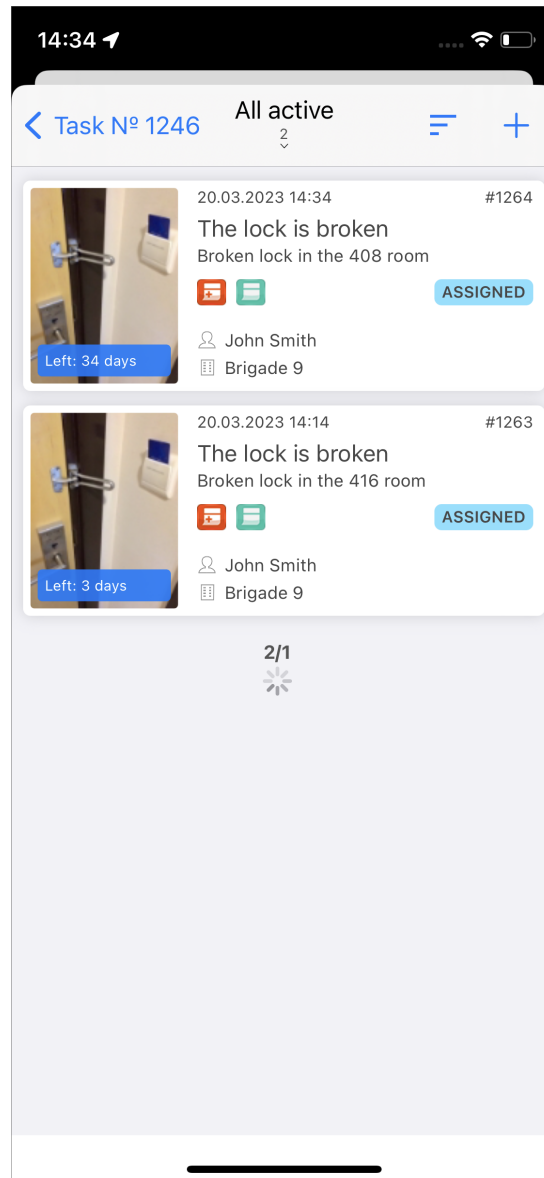 14:34
Task Nº 1246
All active
2
20.03.2023 14:34
#1264
The lock is broken
Broken lock in the 408 room
ASSIGNED
John Smith
Brigade 9
Left: 34 days
20.03.2023 14:14
#1263
The lock is broken
Broken lock in the 416 room
ASSIGNED
John Smith
Brigade 9
Left: 3 days
2/1